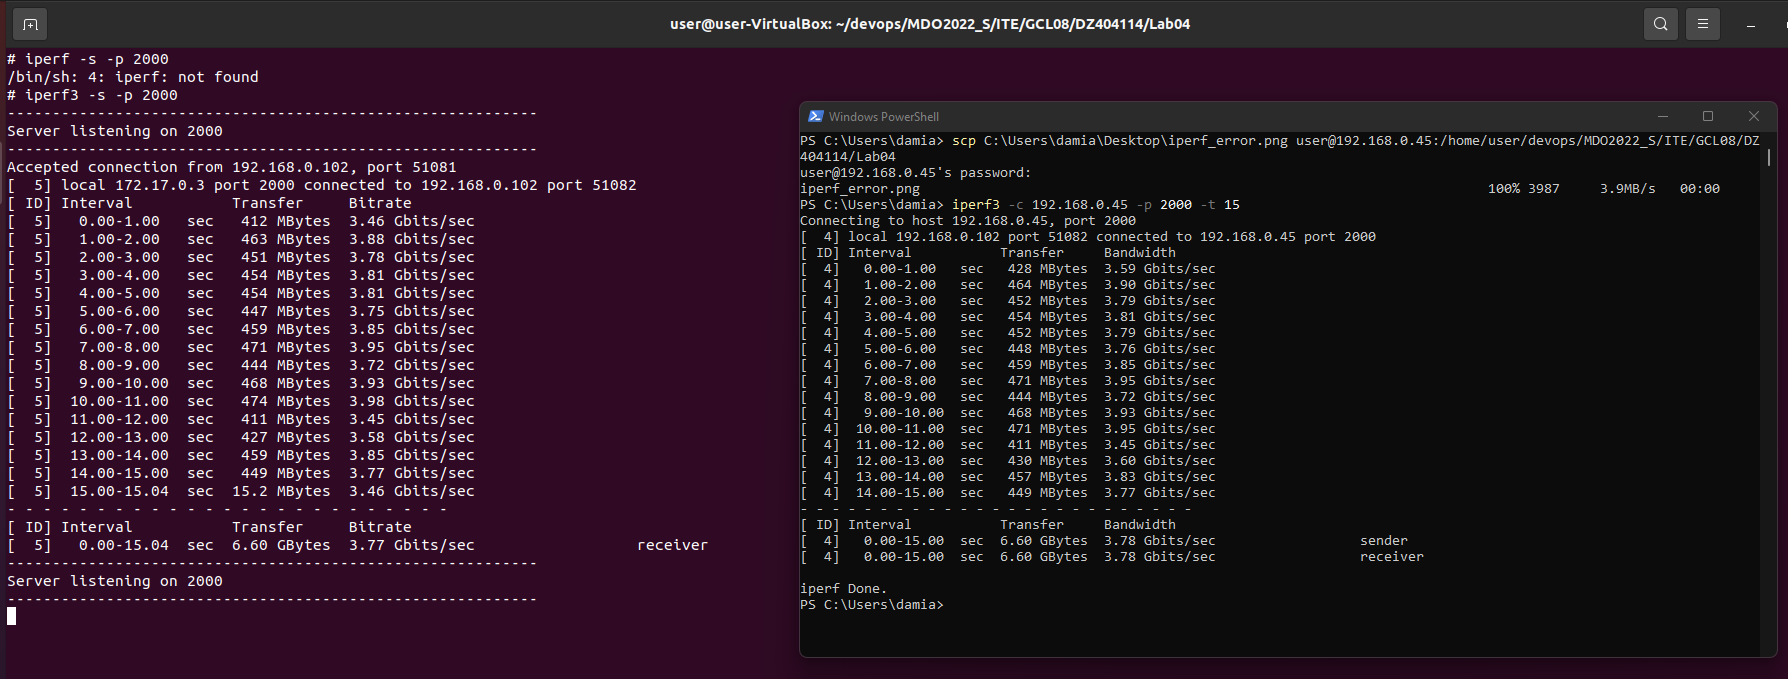 user@user-VirtualBox: ~/devops/MDO2022_S/ITE/GCL08/DZ404114/Lab04
# iperf -s -p 2000
/bin/sh: 4: iperf: not found
# iperf3 -s -p 2000
-----------------------------------------------------------
Server listening on 2000
-----------------------------------------------------------
Accepted connection from 192.168.0.102, port 51081
[  5] local 172.17.0.3 port 2000 connected to 192.168.0.102 port 51082
[ ID] Interval           Transfer     Bitrate
[  5]   0.00-1.00   sec   412 MBytes  3.46 Gbits/sec
[  5]   1.00-2.00   sec   463 MBytes  3.88 Gbits/sec
[  5]   2.00-3.00   sec   451 MBytes  3.78 Gbits/sec
[  5]   3.00-4.00   sec   454 MBytes  3.81 Gbits/sec
[  5]   4.00-5.00   sec   454 MBytes  3.81 Gbits/sec
[  5]   5.00-6.00   sec   447 MBytes  3.75 Gbits/sec
[  5]   6.00-7.00   sec   459 MBytes  3.85 Gbits/sec
[  5]   7.00-8.00   sec   471 MBytes  3.95 Gbits/sec
[  5]   8.00-9.00   sec   444 MBytes  3.72 Gbits/sec
[  5]   9.00-10.00  sec   468 MBytes  3.93 Gbits/sec
[  5]  10.00-11.00  sec   474 MBytes  3.98 Gbits/sec
[  5]  11.00-12.00  sec   411 MBytes  3.45 Gbits/sec
[  5]  12.00-13.00  sec   427 MBytes  3.58 Gbits/sec
[  5]  13.00-14.00  sec   459 MBytes  3.85 Gbits/sec
[  5]  14.00-15.00  sec   449 MBytes  3.77 Gbits/sec
[  5]  15.00-15.04  sec  15.2 MBytes  3.46 Gbits/sec
- - - - - - - - - - - - - - - - - - - - - - - - -
[ ID] Interval           Transfer     Bitrate
[  5]   0.00-15.04  sec  6.60 GBytes  3.77 Gbits/sec                  receiver
-----------------------------------------------------------
Server listening on 2000
-----------------------------------------------------------
Windows PowerShell
PS C:\Users\damia> scp C:\Users\damia\Desktop\iperf_error.png user@192.168.0.45:/home/user/devops/MDO2022_S/ITE/GCL08/DZ
404114/Lab04
user@192.168.0.45's password:
iperf_error.png                                                                       100% 3987     3.9MB/s   00:00
PS C:\Users\damia> iperf3 -c 192.168.0.45 -p 2000 -t 15
Connecting to host 192.168.0.45, port 2000
[  4] local 192.168.0.102 port 51082 connected to 192.168.0.45 port 2000
[ ID] Interval           Transfer     Bandwidth
[  4]   0.00-1.00   sec   428 MBytes  3.59 Gbits/sec
[  4]   1.00-2.00   sec   464 MBytes  3.90 Gbits/sec
[  4]   2.00-3.00   sec   452 MBytes  3.79 Gbits/sec
[  4]   3.00-4.00   sec   454 MBytes  3.81 Gbits/sec
[  4]   4.00-5.00   sec   452 MBytes  3.79 Gbits/sec
[  4]   5.00-6.00   sec   448 MBytes  3.76 Gbits/sec
[  4]   6.00-7.00   sec   459 MBytes  3.85 Gbits/sec
[  4]   7.00-8.00   sec   471 MBytes  3.95 Gbits/sec
[  4]   8.00-9.00   sec   444 MBytes  3.72 Gbits/sec
[  4]   9.00-10.00  sec   468 MBytes  3.93 Gbits/sec
[  4]  10.00-11.00  sec   471 MBytes  3.95 Gbits/sec
[  4]  11.00-12.00  sec   411 MBytes  3.45 Gbits/sec
[  4]  12.00-13.00  sec   430 MBytes  3.60 Gbits/sec
[  4]  13.00-14.00  sec   457 MBytes  3.83 Gbits/sec
[  4]  14.00-15.00  sec   449 MBytes  3.77 Gbits/sec
- - - - - - - - - - - - - - - - - - - - - - - - -
[ ID] Interval           Transfer     Bandwidth
[  4]   0.00-15.00  sec  6.60 GBytes  3.78 Gbits/sec                  sender
[  4]   0.00-15.00  sec  6.60 GBytes  3.78 Gbits/sec                  receiver
iperf Done.
PS C:\Users\damia>